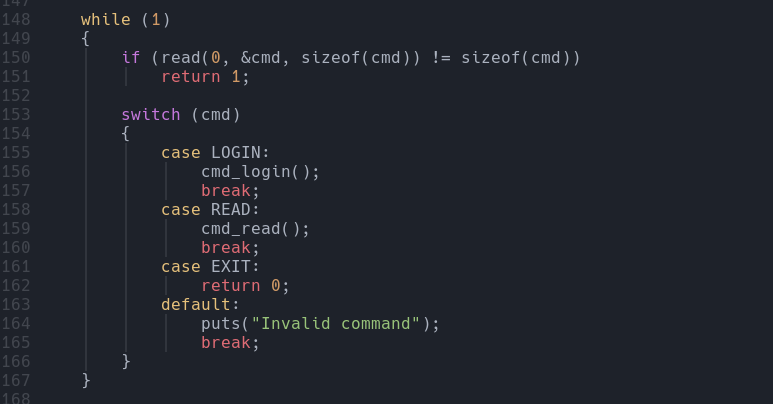 147
148 while (1)
149 {
150 if (read(0, &cmd, sizeof(cmd)) != sizeof(cmd))
151 return 1;
152
153 switch (cmd)
154 {
155 case LOGIN:
156 cmd_login();
157 break;
158 case READ:
159 cmd_read();
160 break;
161 case EXIT:
162 return 0;
163 default:
164 puts("Invalid command");
165 break;
166 }
167 }
168